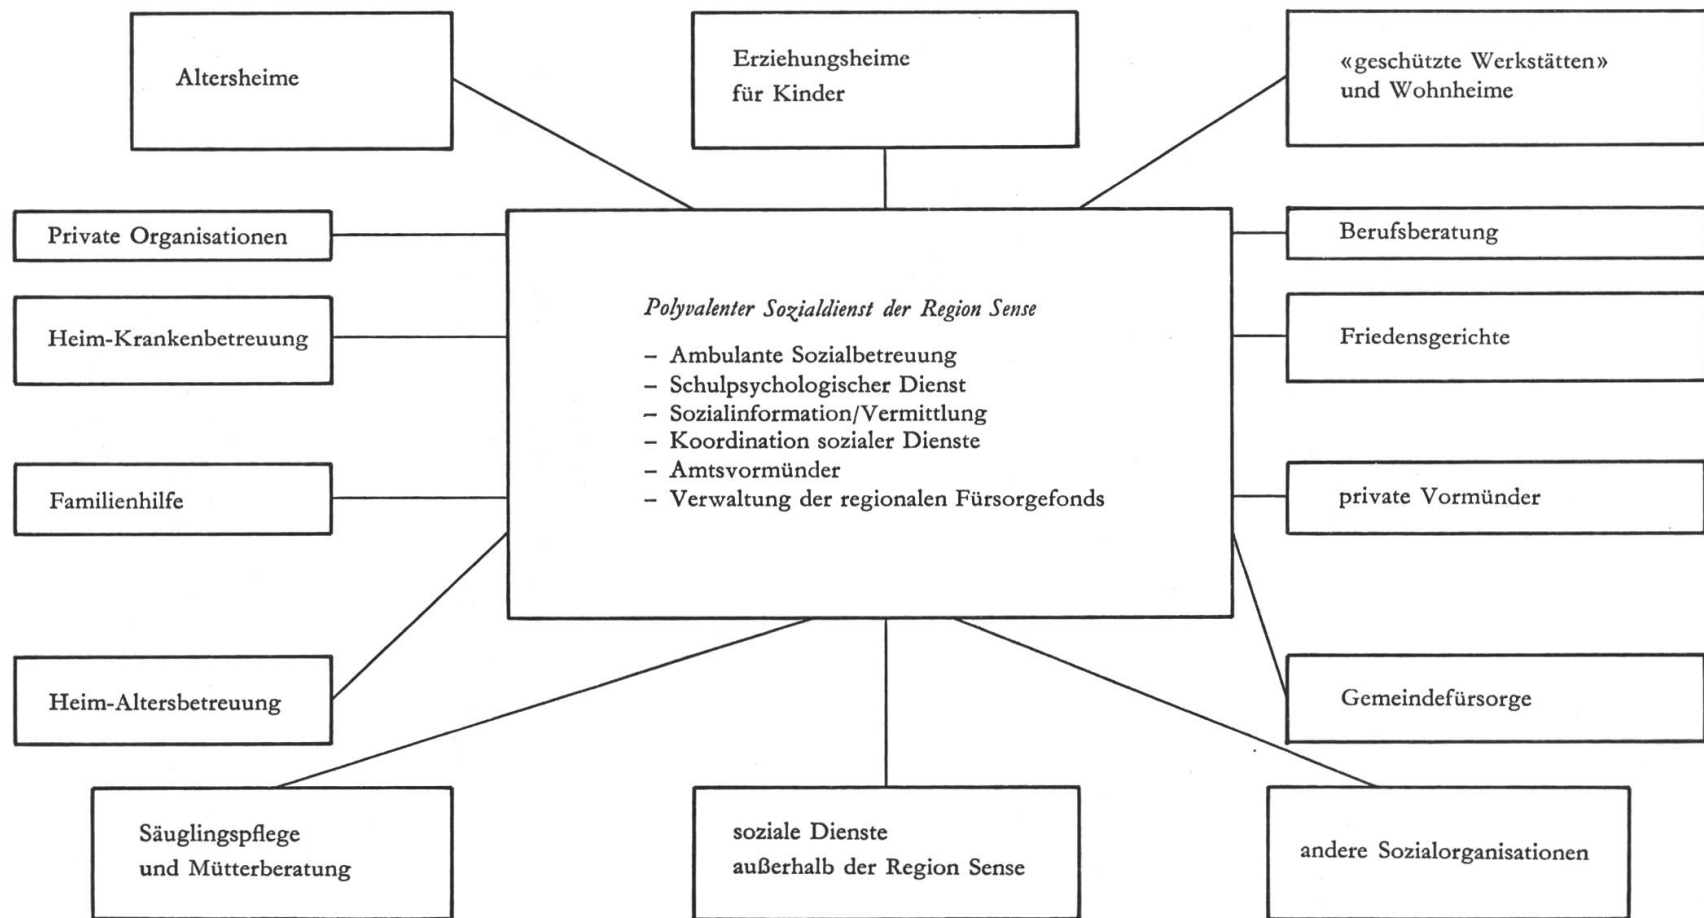 Altersheime
Erziehungsheime
für Kinder
«geschützte Werkstätten»
und Wohnheime
Private Organisationen
Berufsberatung
Heim-Krankenbetreuung
Friedensgerichte
Polyvalenter Sozialdienst der Region Sense
– Ambulante Sozialbetreuung
– Schulpsychologischer Dienst
– Sozialinformation/Vermittlung
– Koordination sozialer Dienste
– Amtsvormünder
– Verwaltung der regionalen Fürsorgefonds
Familienhilfe
private Vormünder
Heim-Altersbetreuung
Gemeindefürsorge
Säuglingspflege
und Mütterberatung
soziale Dienste
außerhalb der Region Sense
andere Sozialorganisationen